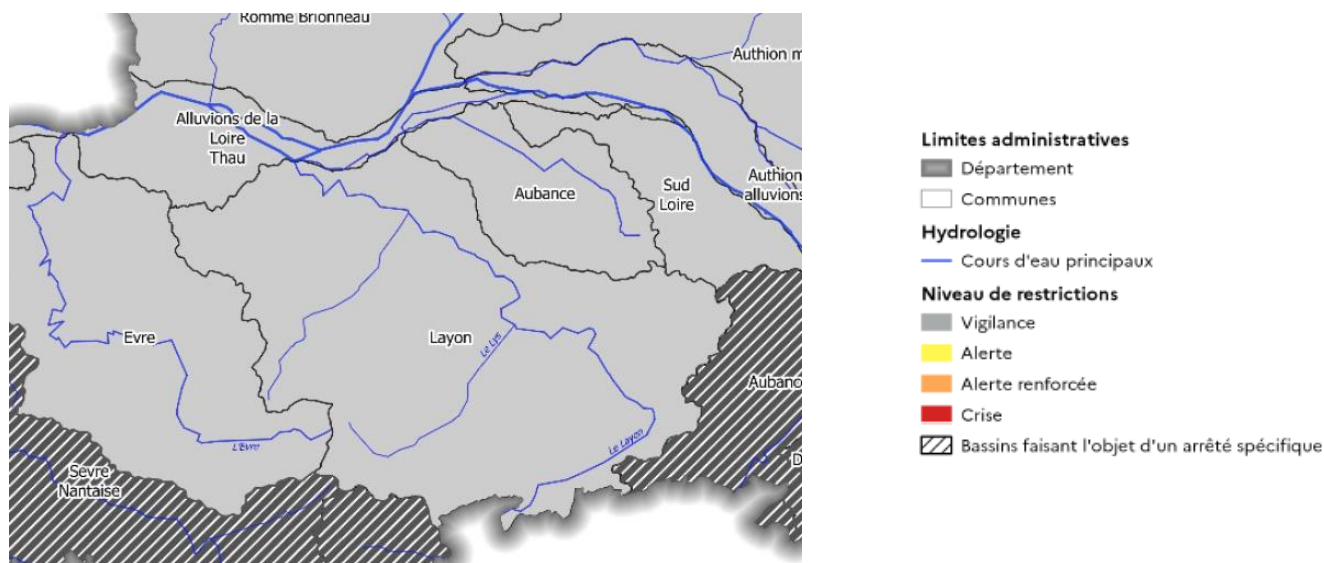 Romme Brionneau
Authion m
Alluvions de la
Loire
Thau
Aubance
Sud
Loire
Authion
alluvions
Evre
Layon
Le Lys
Aubanc
L'Evre
Le Layon
Sevre
Nantaise
D
Limites administratives
Département
Communes
Hydrologie
Cours d'eau principaux
Niveau de restrictions
Vigilance
Alerte
Alerte renforcée
Crise
Bassins faisant l'objet d'un arrêté spécifique